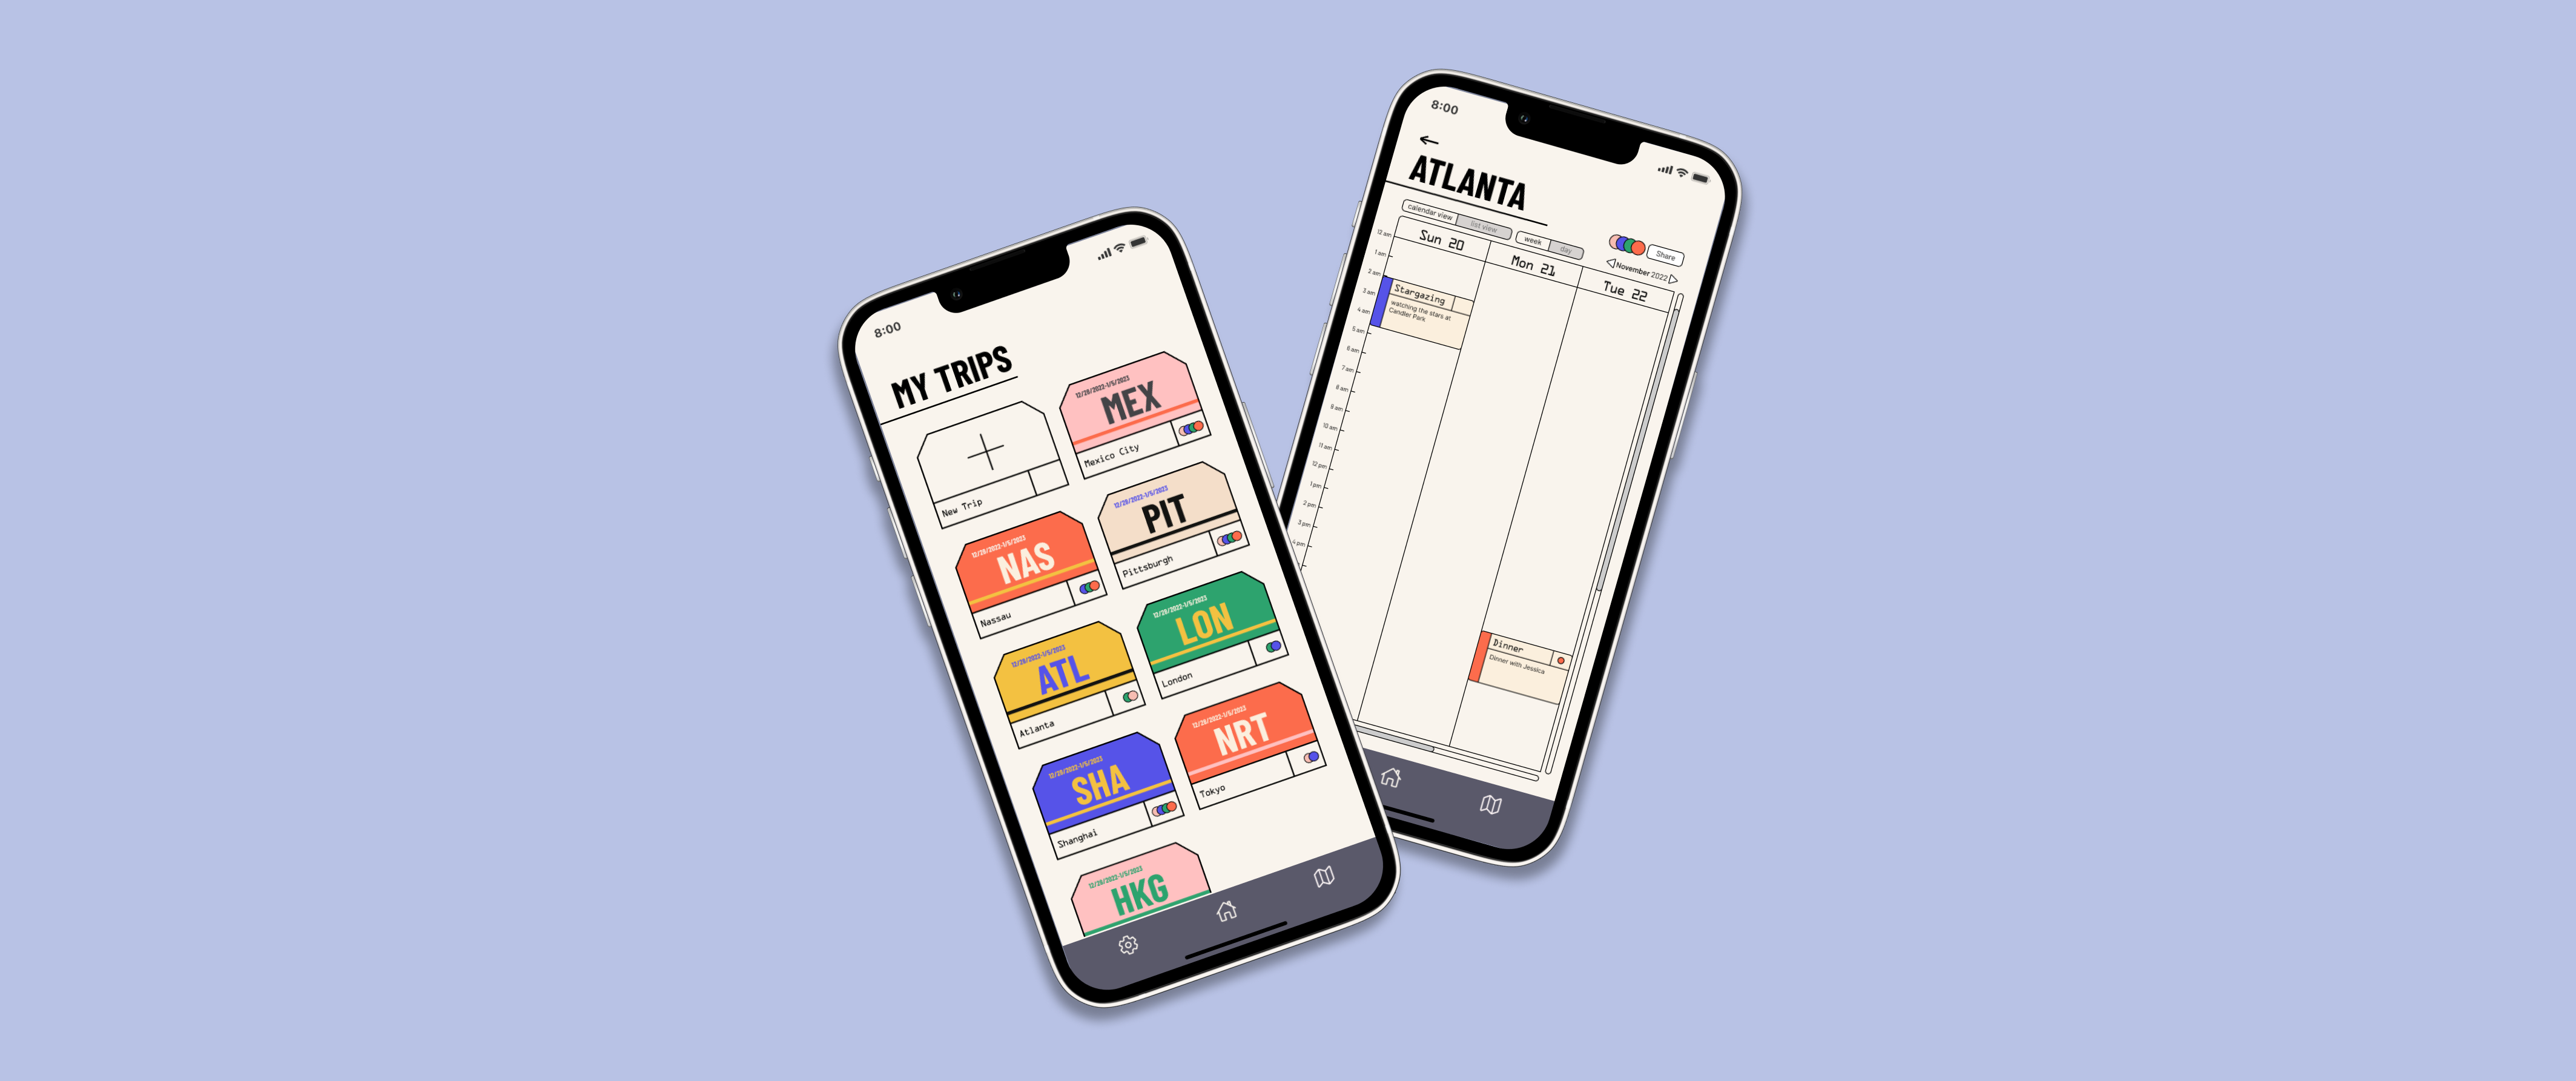 8:00
MY TRIPS
New Trip
12/28/2022-1/5/2023
MEX
Mexico City
12/28/2022-1/5/2023
NAS
Nassau
12/28/2022-1/5/2023
PIT
Pittsburgh
12/28/2022-1/5/2023
ATL
Atlanta
12/28/2022-1/5/2023
LON
London
12/28/2022-1/5/2023
SHA
Shanghai
12/28/2022-1/5/2023
NRT
Tokyo
12/28/2022-1/5/2023
HKG
8:00
ATLANTA
calendar view
list view
week
day
Share
November 2022
Sun 20
Mon 21
Tue 22
12 am
1 am
2 am
3 am
4 am
5 am
6 am
7 am
8 am
9 am
10 am
11 am
12 pm
1 pm
2 pm
3 pm
4 pm
Stargazing
watching the stars at
Candler Park
Dinner
Dinner with Jessica